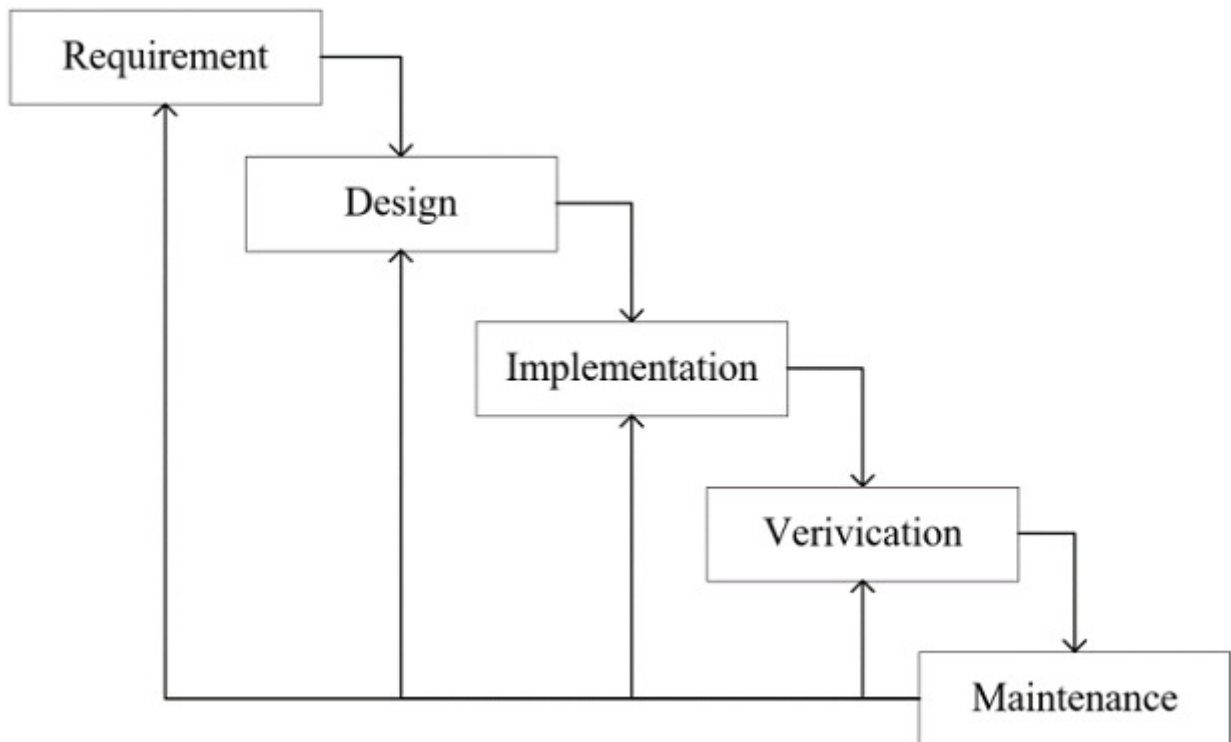 Requirement
Design
Implementation
Verivication
Maintenance